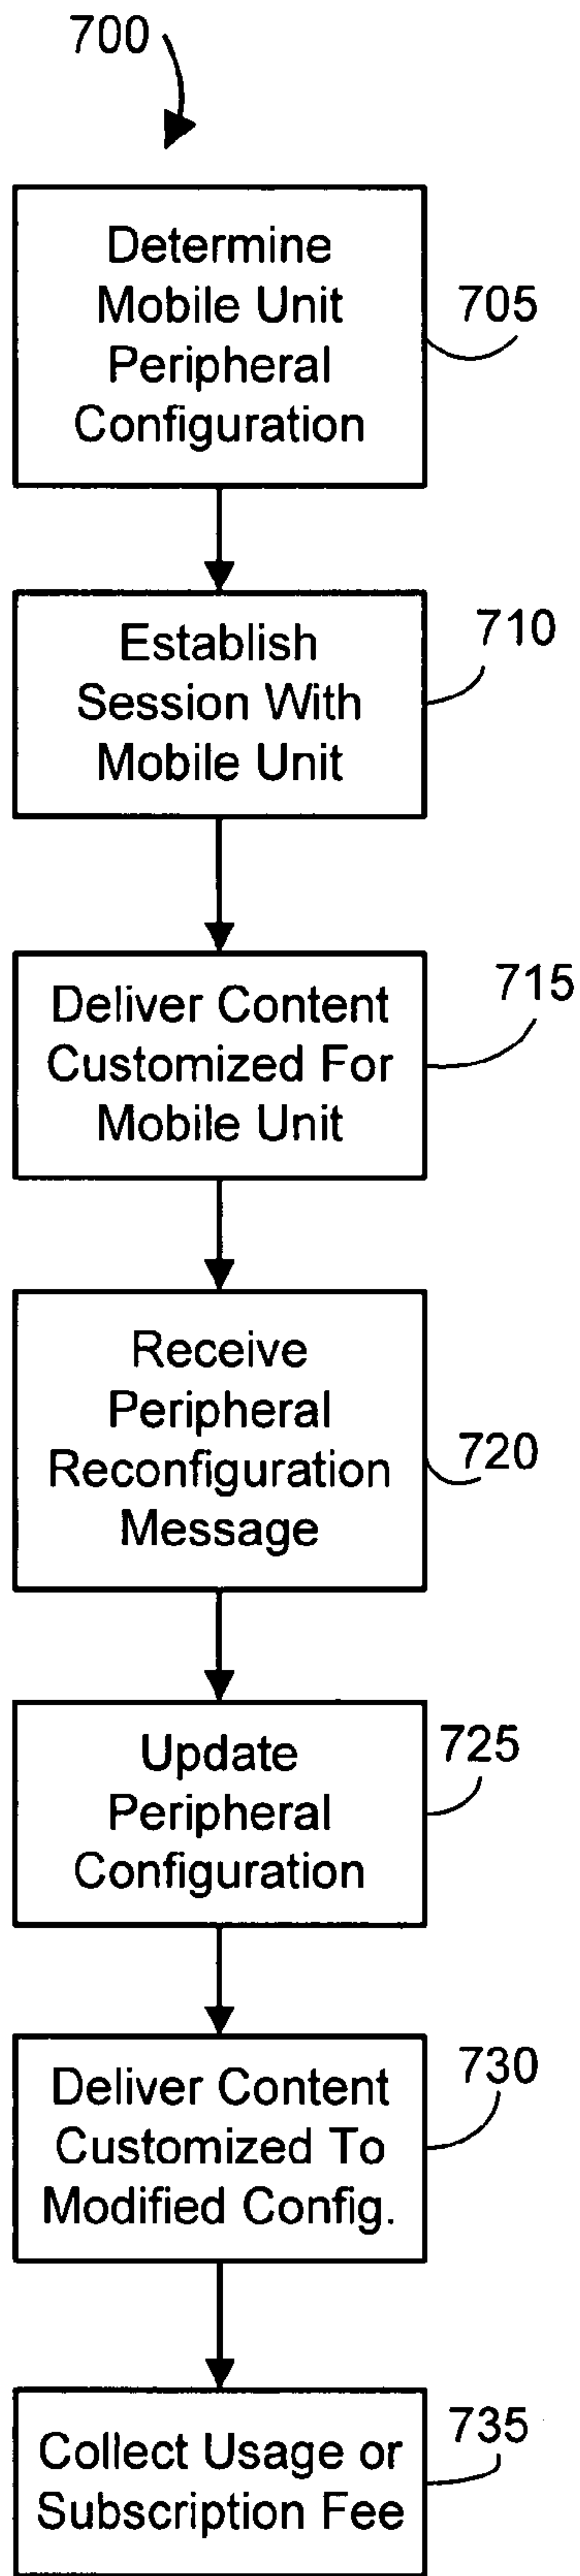 700
Determine
Mobile Unit
Peripheral
Configuration
705
Establish
Session With
Mobile Unit
710
Deliver Content
Customized For
Mobile Unit
715
Receive
Peripheral
Reconfiguration
Message
720
Update
Peripheral
Configuration
725
Deliver Content
Customized To
Modified Config.
730
Collect Usage or
Subscription Fee
735